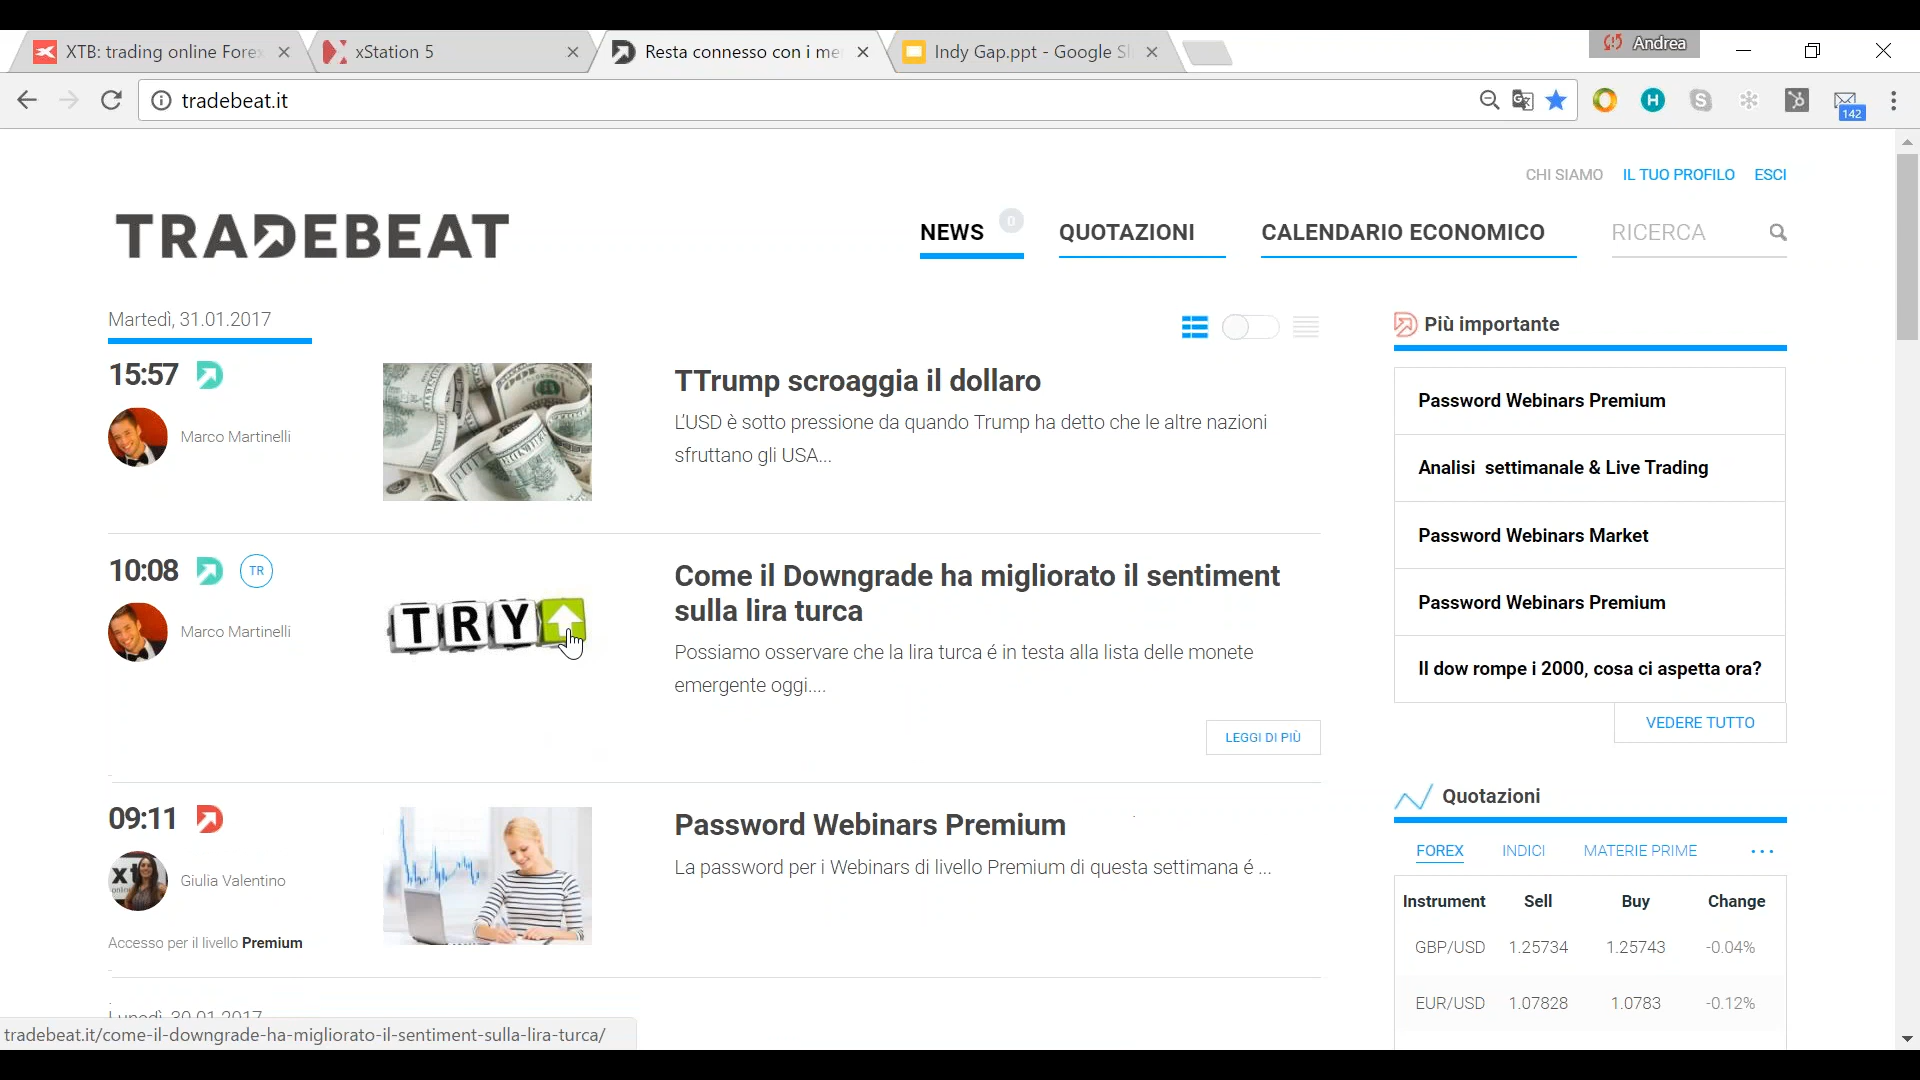 XTB: trading online Fore
xStation 5
Resta connesso con i me
Indy Gap.ppt - Google Sl
Andrea
tradebeat.it
142
CHI SIAMO IL TUO PROFILO ESCI
TRADEBEAT
NEWS 0 QUOTAZIONI CALENDARIO ECONOMICO RICERCA
Martedì, 31.01.2017
15:57
Marco Martinelli
TTrump scroaggia il dollaro
L'USD è sotto pressione da quando Trump ha detto che le altre nazioni
sfruttano gli USA...
10:08 TR
Marco Martinelli
TRY
Come il Downgrade ha migliorato il sentiment
sulla lira turca
Possiamo osservare che la lira turca é in testa alla lista delle monete
emergente oggi....
LEGGI DI PIÙ
09:11
Giulia Valentino
Accesso per il livello Premium
Password Webinars Premium
La password per i Webinars di livello Premium di questa settimana é ...
Lunedì, 30.01.2017
tradebeat.it/come-il-downgrade-ha-migliorato-il-sentiment-sulla-lira-turca/
Più importante
Password Webinars Premium
Analisi settimanale & Live Trading
Password Webinars Market
Password Webinars Premium
Il dow rompe i 2000, cosa ci aspetta ora?
VEDERE TUTTO
Quotazioni
FOREX INDICI MATERIE PRIME ...
Instrument Sell Buy Change
GBP/USD 1.25734 1.25743 -0.04%
EUR/USD 1.07828 1.0783 -0.12%